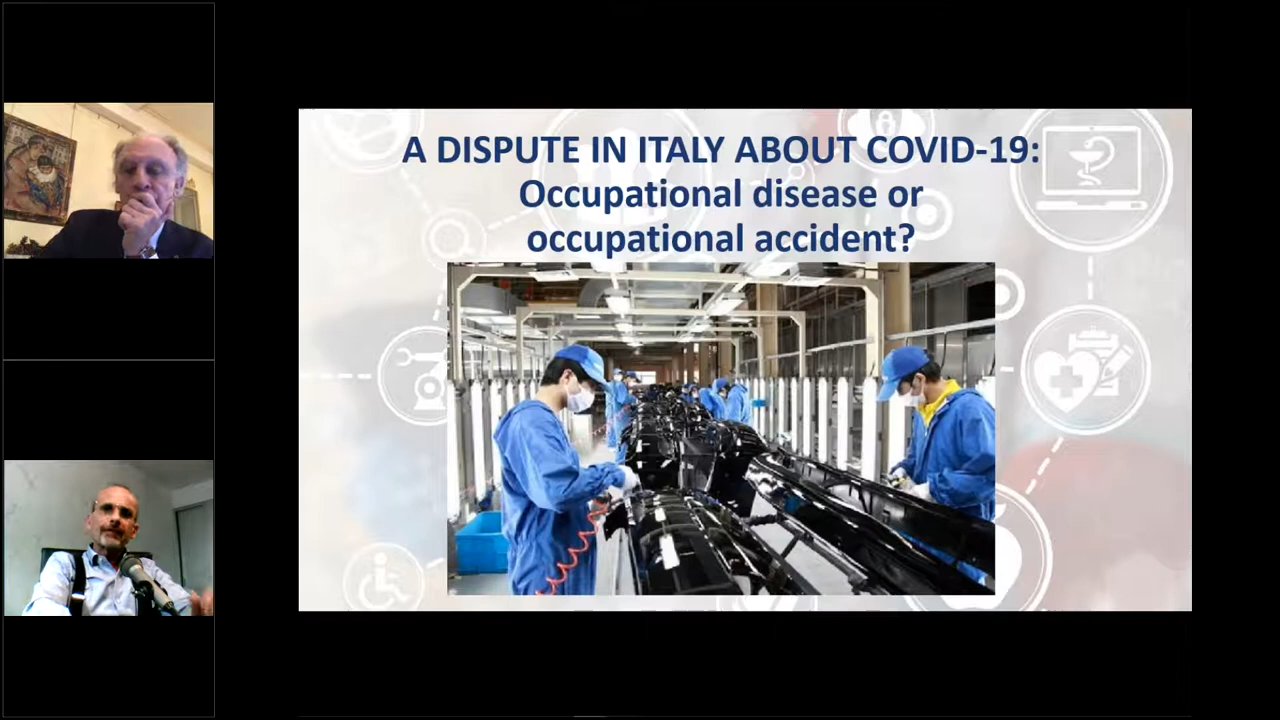 A DISPUTE IN ITALY ABOUT COVID-19:
Occupational disease or
occupational accident?